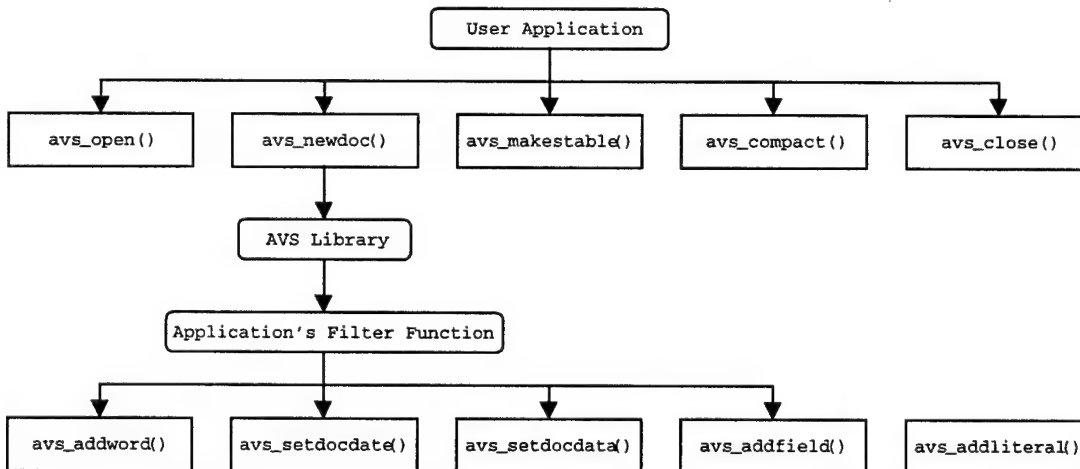 User Application
avs_open()
avs_newdoc()
avs_makestable()
avs_compact()
avs_close()
AVS Library
Application's Filter Function
avs_addword()
avs_setdocdate()
avs_setdocdata()
avs_addfield()
avs_addliteral()